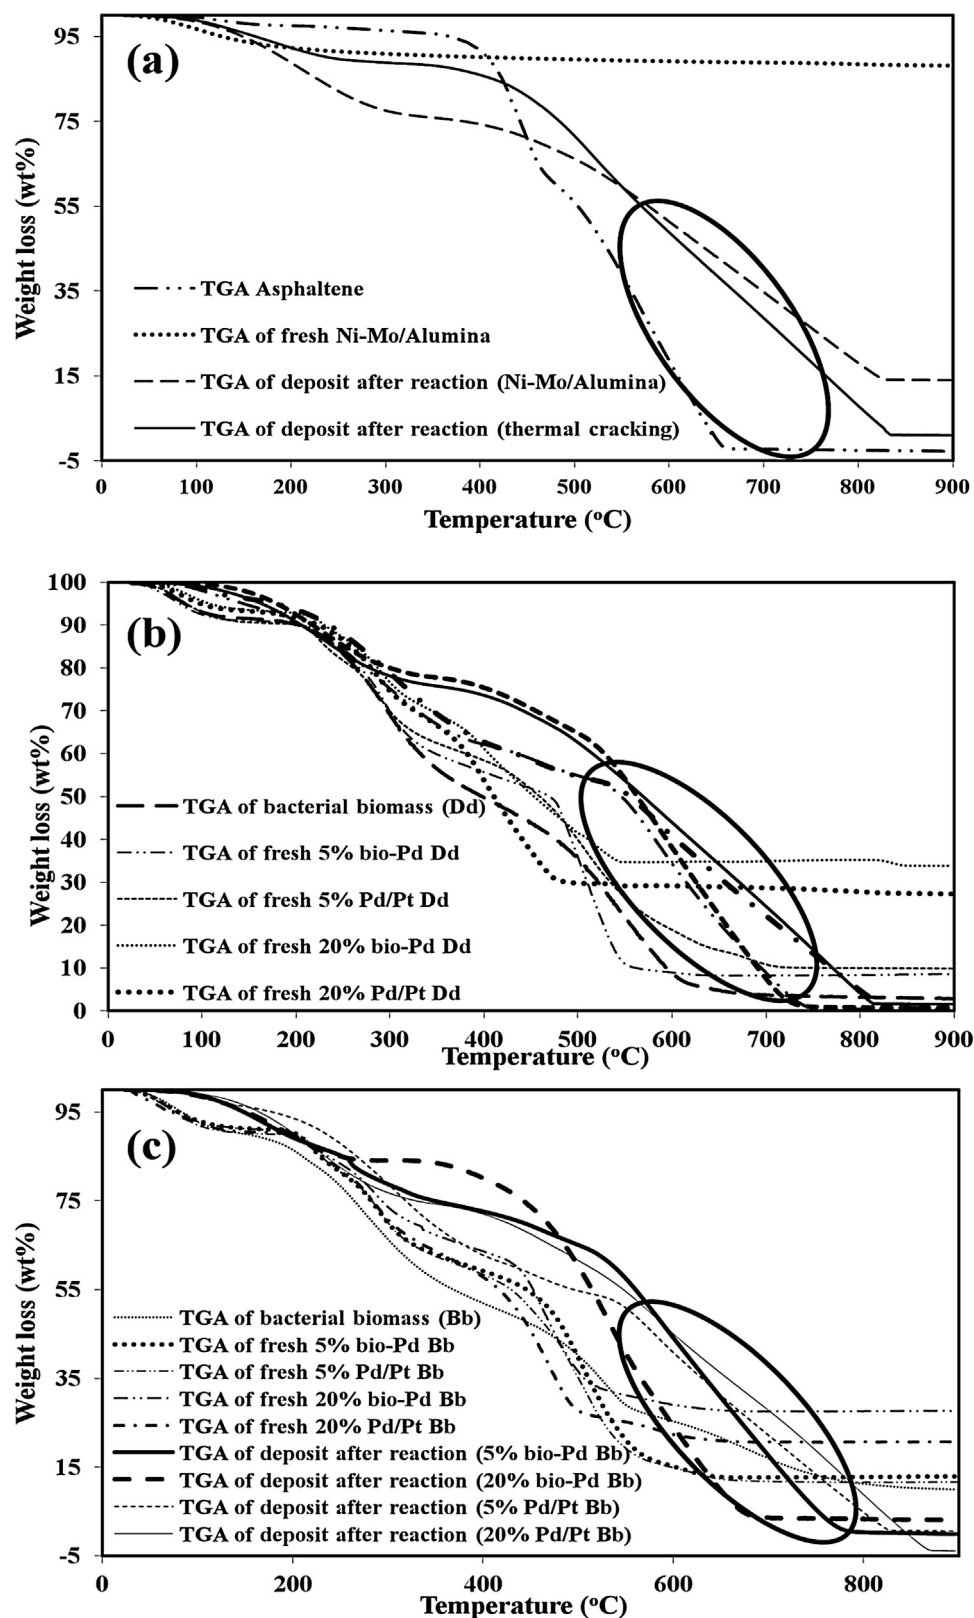 95
(a)
75
55
35
15
-5
Weight loss (wt%)
TGA Asphaltene
TGA of fresh Ni-Mo/Alumina
TGA of deposit after reaction (Ni-Mo/Alumina)
TGA of deposit after reaction (thermal cracking)
0 100 200 300 400 500 600 700 800 900
Temperature (°C)
100
90
80
70
60
50
40
30
20
10
0
(b)
Weight loss (wt%)
TGA of bacterial biomass (Dd)
TGA of fresh 5% bio-Pd Dd
TGA of fresh 5% Pd/Pt Dd
TGA of fresh 20% bio-Pd Dd
TGA of fresh 20% Pd/Pt Dd
0 100 200 300 400 500 600 700 800 900
Temperature (°C)
95
75
55
35
15
-5
(c)
Weight loss (wt%)
TGA of bacterial biomass (Bb)
TGA of fresh 5% bio-Pd Bb
TGA of fresh 5% Pd/Pt Bb
TGA of fresh 20% bio-Pd Bb
TGA of fresh 20% Pd/Pt Bb
TGA of deposit after reaction (5% bio-Pd Bb)
TGA of deposit after reaction (20% bio-Pd Bb)
TGA of deposit after reaction (5% Pd/Pt Bb)
TGA of deposit after reaction (20% Pd/Pt Bb)
0 200 400 600 800
Temperature (°C)